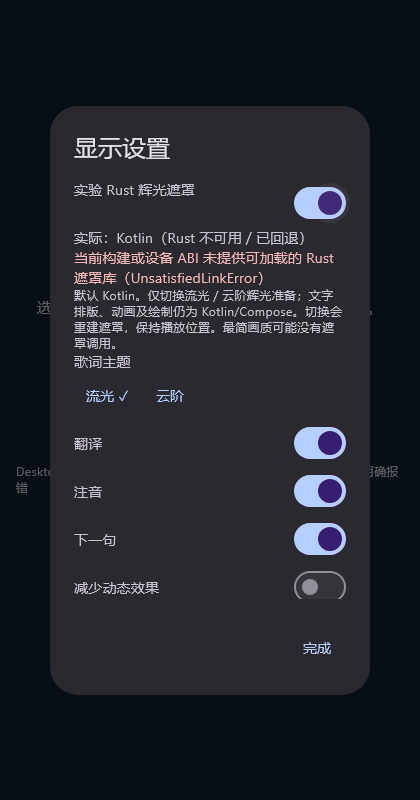 显示设置
实验 Rust 辉光遮罩
实际：Kotlin（Rust 不可用 / 已回退）
当前构建或设备 ABI 未提供可加载的 Rust
遮罩库（UnsatisfiedLinkError）
默认 Kotlin。仅切换流光 / 云阶辉光准备；文字
排版、动画及绘制仍为 Kotlin/Compose。切换会
重建遮罩，保持播放位置。最简画质可能没有遮
罩调用。
选
歌词主题
流光 ✓ 云阶
翻译
Deskt
明确报
错
注音
下一句
减少动态效果
完成